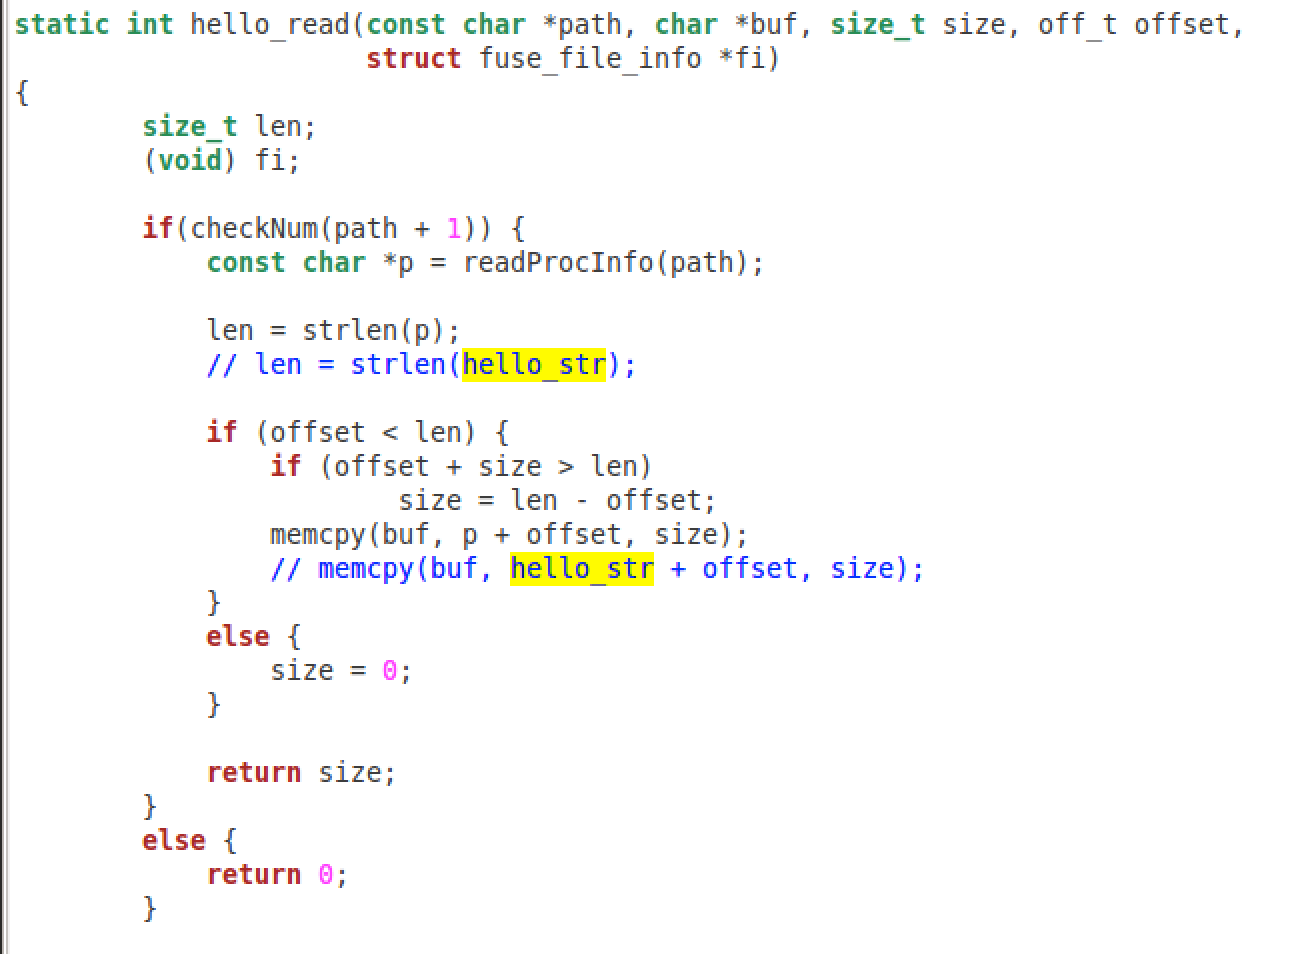 static int hello_read(const char *path, char *buf, size_t size, off_t offset,
                      struct fuse_file_info *fi)
{
        size_t len;
        (void) fi;

        if(checkNum(path + 1)) {
            const char *p = readProcInfo(path);

            len = strlen(p);
            // len = strlen(hello_str);

            if (offset < len) {
                if (offset + size > len)
                        size = len - offset;
                memcpy(buf, p + offset, size);
                // memcpy(buf, hello_str + offset, size);
            }
            else {
                size = 0;
            }

            return size;
        }
        else {
            return 0;
        }